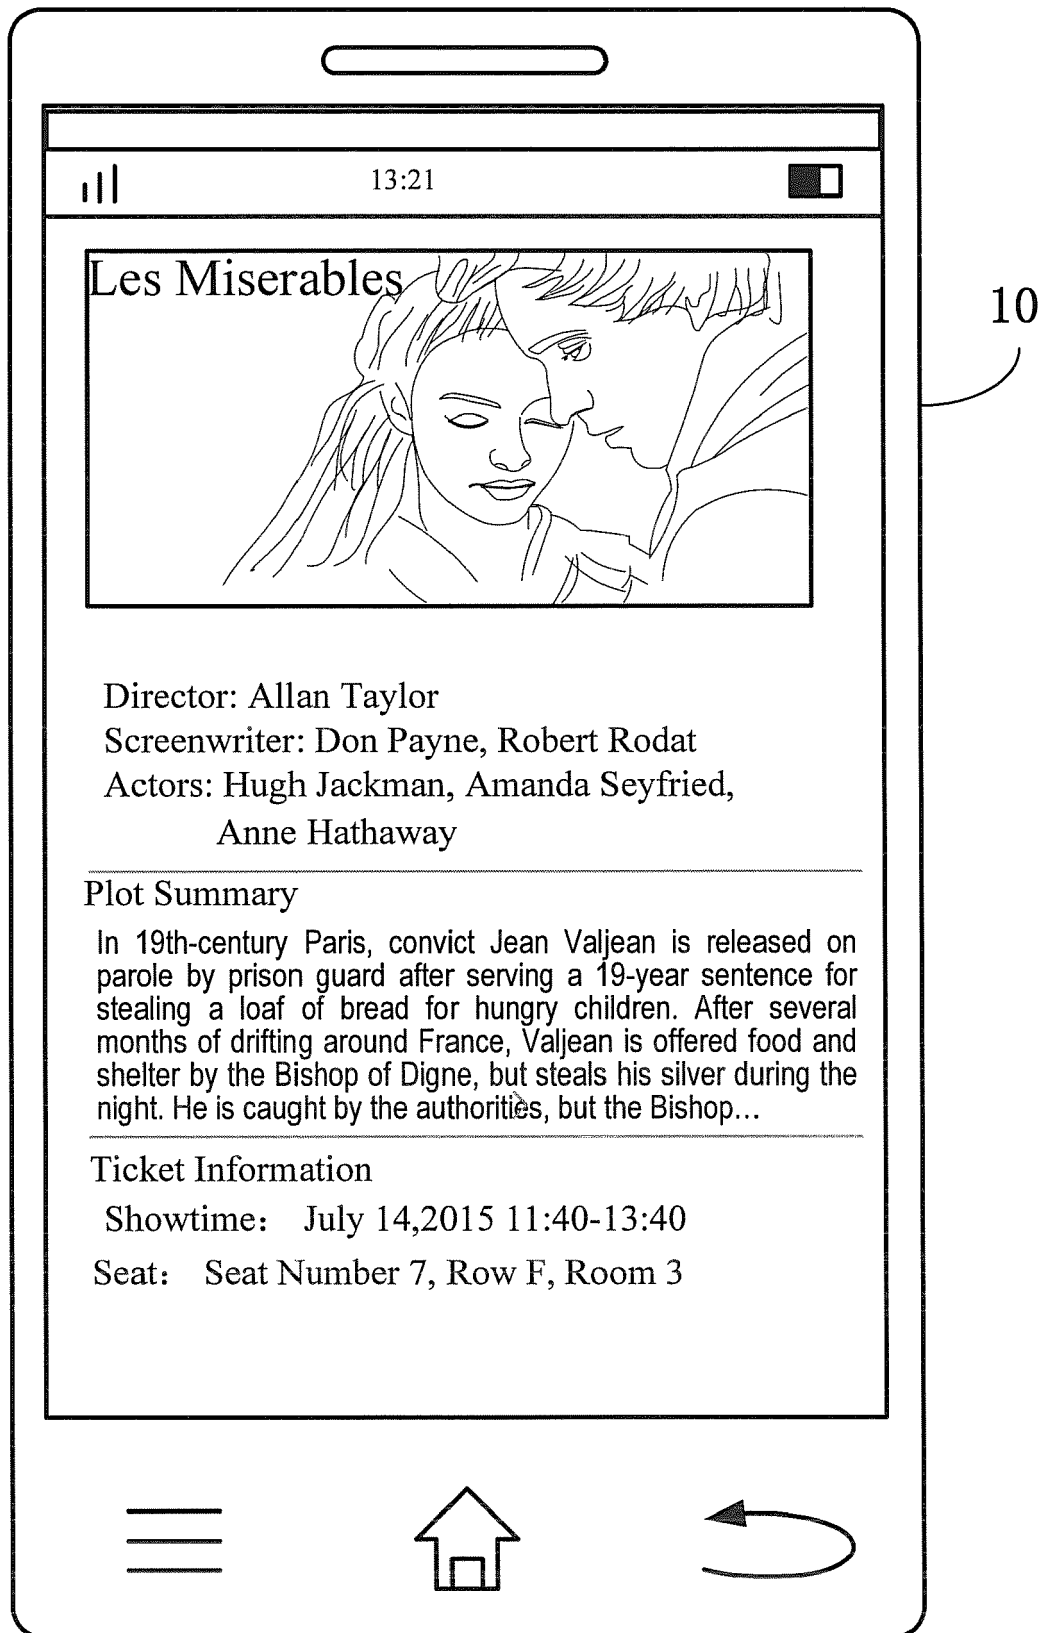 13:21
Les Miserables
10
Director: Allan Taylor
Screenwriter: Don Payne, Robert Rodat
Actors: Hugh Jackman, Amanda Seyfried,
Anne Hathaway
Plot Summary
In 19th-century Paris, convict Jean Valjean is released on
parole by prison guard after serving a 19-year sentence for
stealing a loaf of bread for hungry children. After several
months of drifting around France, Valjean is offered food and
shelter by the Bishop of Digne, but steals his silver during the
night. He is caught by the authorities, but the Bishop...
Ticket Information
Showtime： July 14,2015 11:40-13:40
Seat： Seat Number 7, Row F, Room 3